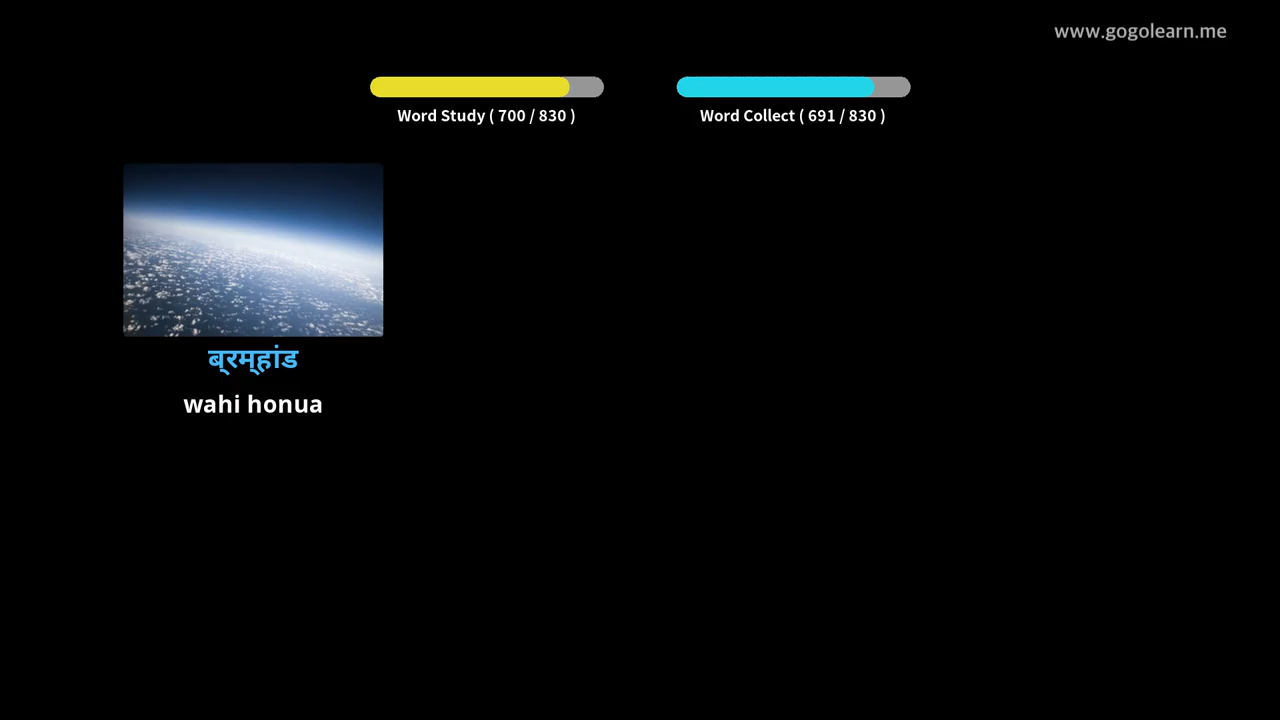 www.gogolearn.me
Word Study ( 700 / 830 )
Word Collect ( 691 / 830 )
ब्रम्हांड
wahi honua